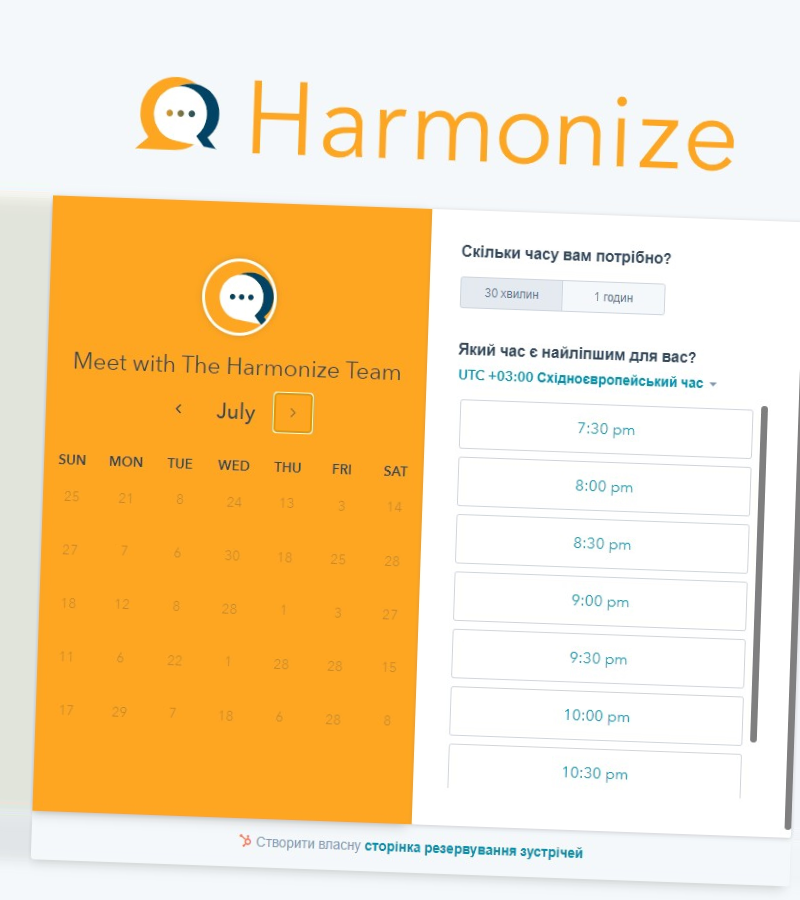 Harmonize
Meet with The Harmonize Team
July
SUN MON TUE WED THU FRI SAT
25 21 8 24 13 3 14
27 7 6 30 18 25 28
18 12 8 28 1 3 27
11 6 22 1 28 28 15
17 29 7 18 6 28 8
Скільки часу вам потрібно?
30 хвилин 1 годин
Який час є найліпшим для вас?
UTC +03:00 Східноєвропейський час
7:30 pm
8:00 pm
8:30 pm
9:00 pm
9:30 pm
10:00 pm
10:30 pm
Створити власну сторінка резервування зустрічей